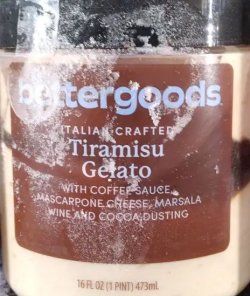 bettergoods
ITALIAN-CRAFTED
Tiramisu
Gelato
WITH COFFEE SAUCE,
MASCARPONE CHEESE, MARSALA
WINE AND COCOA DUSTING
16 FL OZ (1 PINT) 473mL